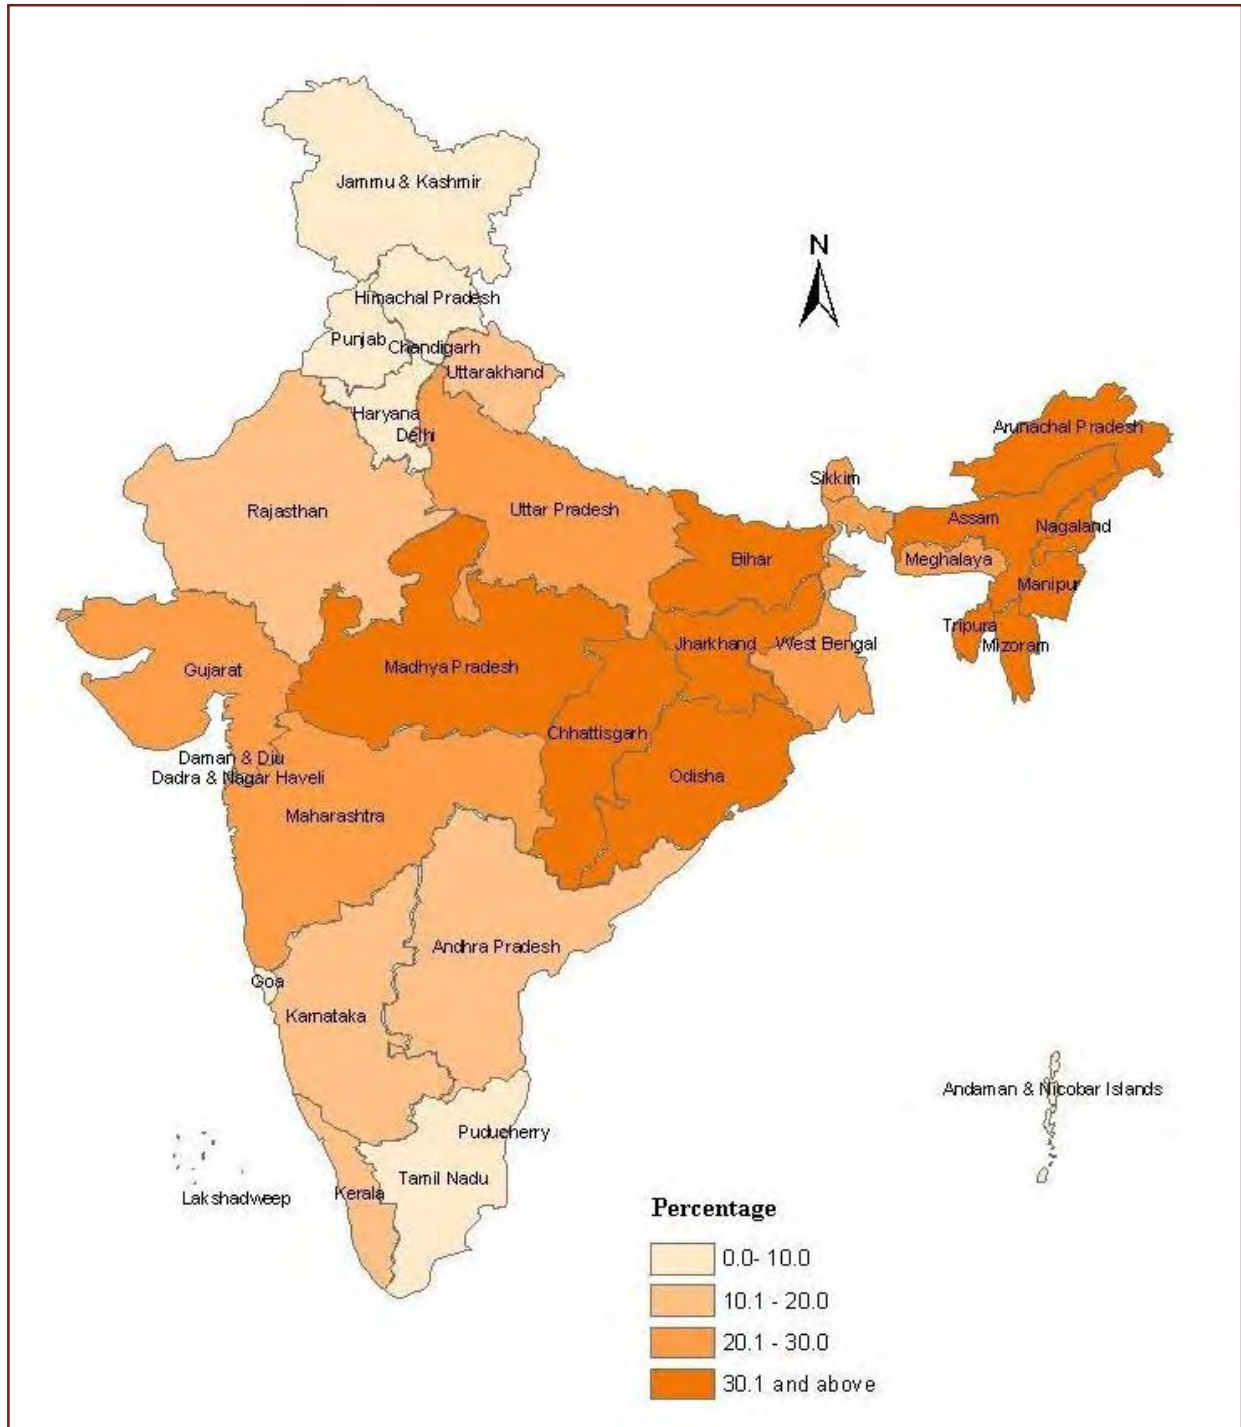 Jammu & Kashmir
N
Himachal Pradesh
Punjab
Chandigarh
Uttarakhand
Haryana
Delhi
Arunachal Pradesh
Sikkim
Rajasthan
Uttar Pradesh
Assam
Nagaland
Bihar
Meghalaya
Manipur
Tripura
Mizoram
Jharkhand
West Bengal
Gujarat
Madhya Pradesh
Chhattisgarh
Daman & Diu
Dadra & Nagar Haveli
Odisha
Maharashtra
Andhra Pradesh
Goa
Karnataka
Andaman & Nicobar Islands
Puducherry
Tamil Nadu
Kerala
Lakshadweep
Percentage
0.0- 10.0
10.1 - 20.0
20.1 - 30.0
30.1 and above